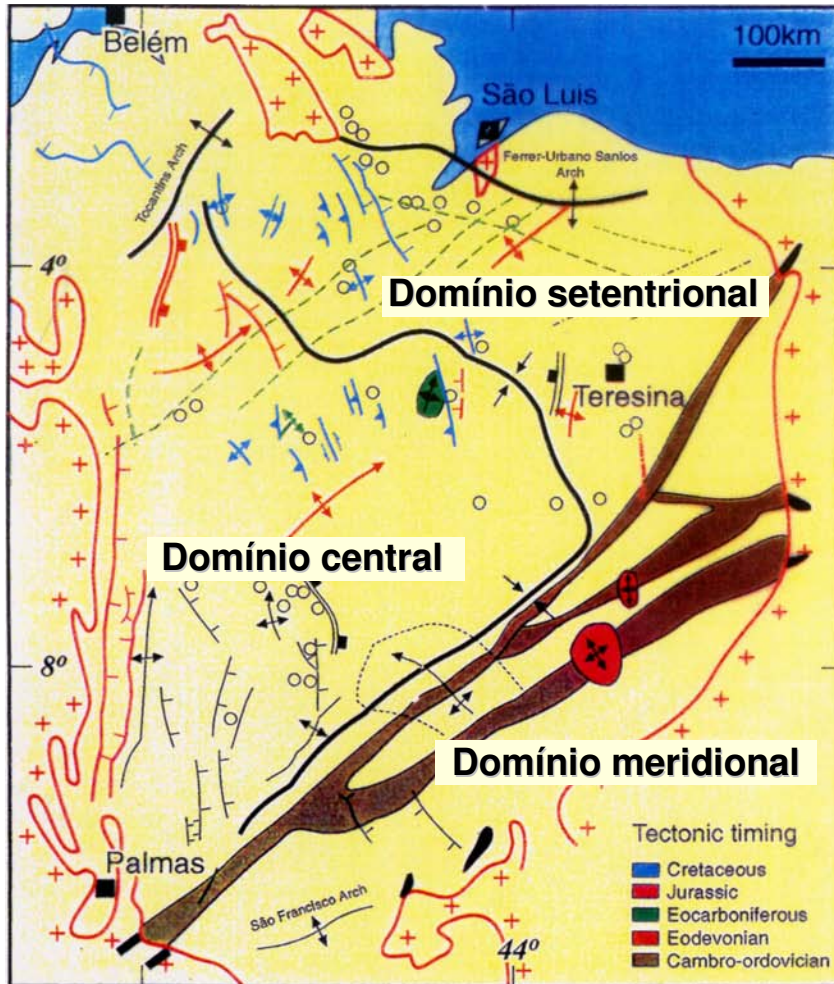 Belém
100km
São Luis
Tocantins Arch
Ferrer-Urbano Santos
Arch
4º
Domínio setentrional
Teresina
Domínio central
8º
Domínio meridional
Tectonic timing
Palmas
Cretaceous
Jurassic
Eocarboniferous
São Francisco Arch
Eodevonian
44º
Cambro-ordovician